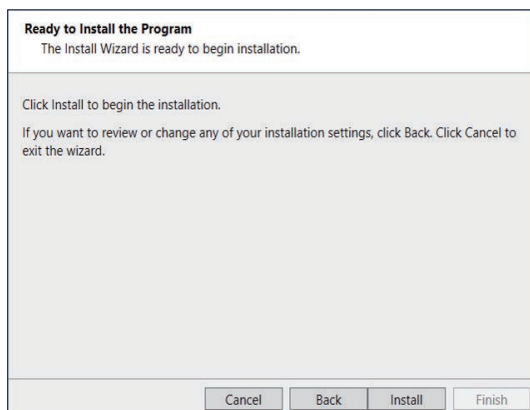 Ready to Install the Program
The Install Wizard is ready to begin installation.
Click Install to begin the installation.
If you want to review or change any of your installation settings, click Back. Click Cancel to
exit the wizard.
Cancel Back Install Finish